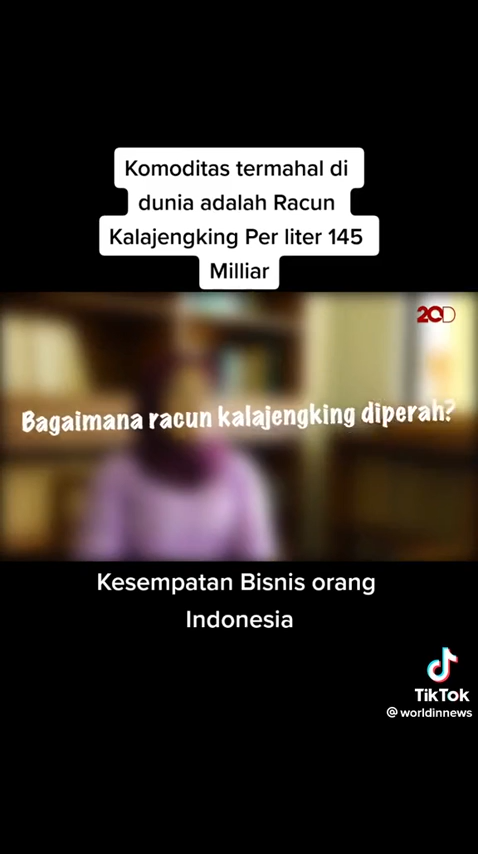 Komoditas termahal di
dunia adalah Racun
Kalajengking Per liter 145
Milliar
20D
Bagaimana racun kalajengking diperah?
Kesempatan Bisnis orang
Indonesia
TikTok
@worldinnews